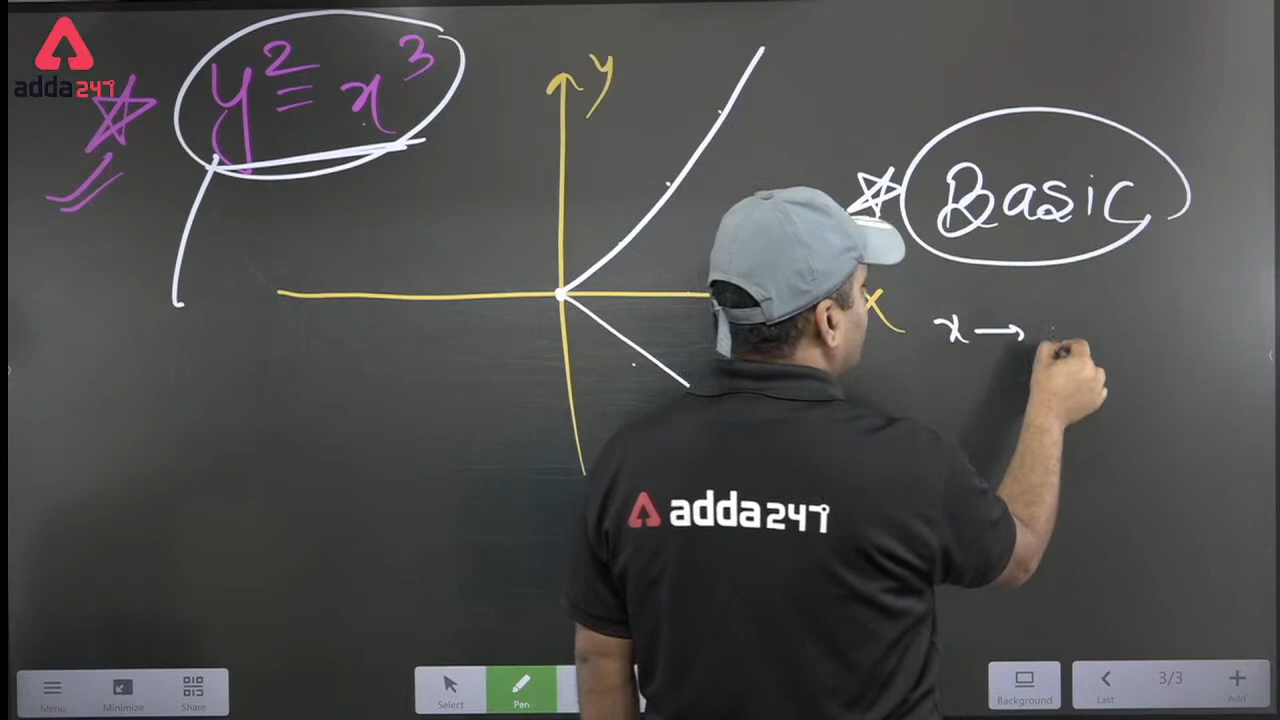 adda247
y² = x³
y
Basic
x
x →
adda247
Menu
Minimize
Share
Select
Pen
Background
Last
3/3
Add